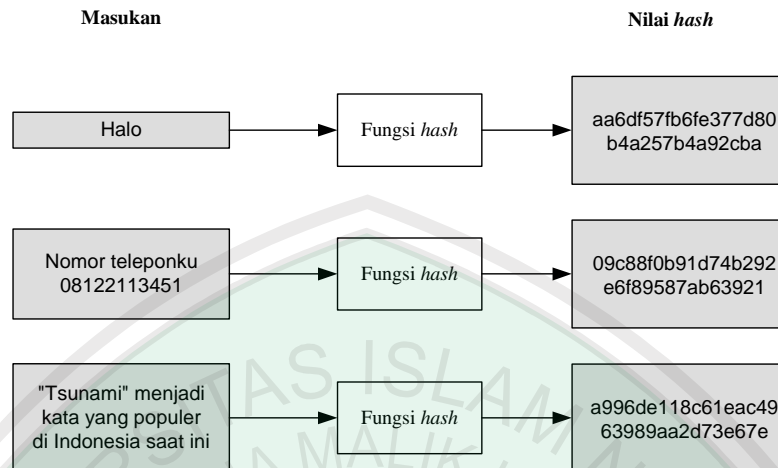 Masukan
Nilai hash
Halo
Fungsi hash
aa6df57fb6fe377d80
b4a257b4a92cba
Nomor teleponku
08122113451
Fungsi hash
09c88f0b91d74b292
e6f89587ab63921
"Tsunami" menjadi
kata yang populer
di Indonesia saat ini
Fungsi hash
a996de118c61eac49
63989aa2d73e67e